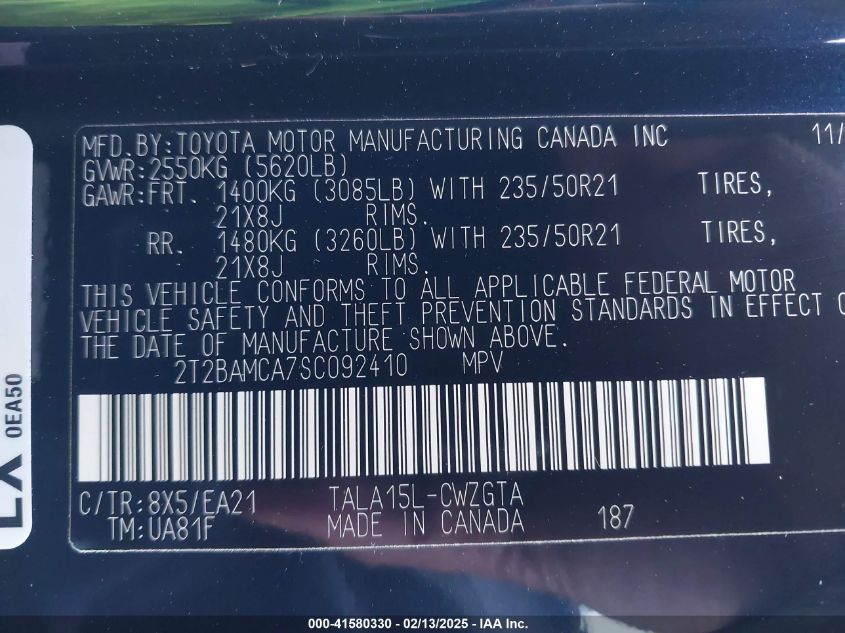 MFD. BY: TOYOTA MOTOR MANUFACTURING CANADA INC 11/
GVWR: 2550KG (5620LB)
GAWR: FRT. 1400KG (3085LB) WITH 235/50R21 TIRES,
21X8J RIMS.
RR. 1480KG (3260LB) WITH 235/50R21 TIRES,
21X8J RIMS.
THIS VEHICLE CONFORMS TO ALL APPLICABLE FEDERAL MOTOR
VEHICLE SAFETY AND THEFT PREVENTION STANDARDS IN EFFECT
THE DATE OF MANUFACTURE SHOWN ABOVE.
2T2BAMCA7SC092410 MPV
C/TR: 8X5/EA21 TALA15L-CWZGTA
TM: UA81F MADE IN CANADA 187
0EA50
000-41580330 - 02/13/2025 - IAA Inc.